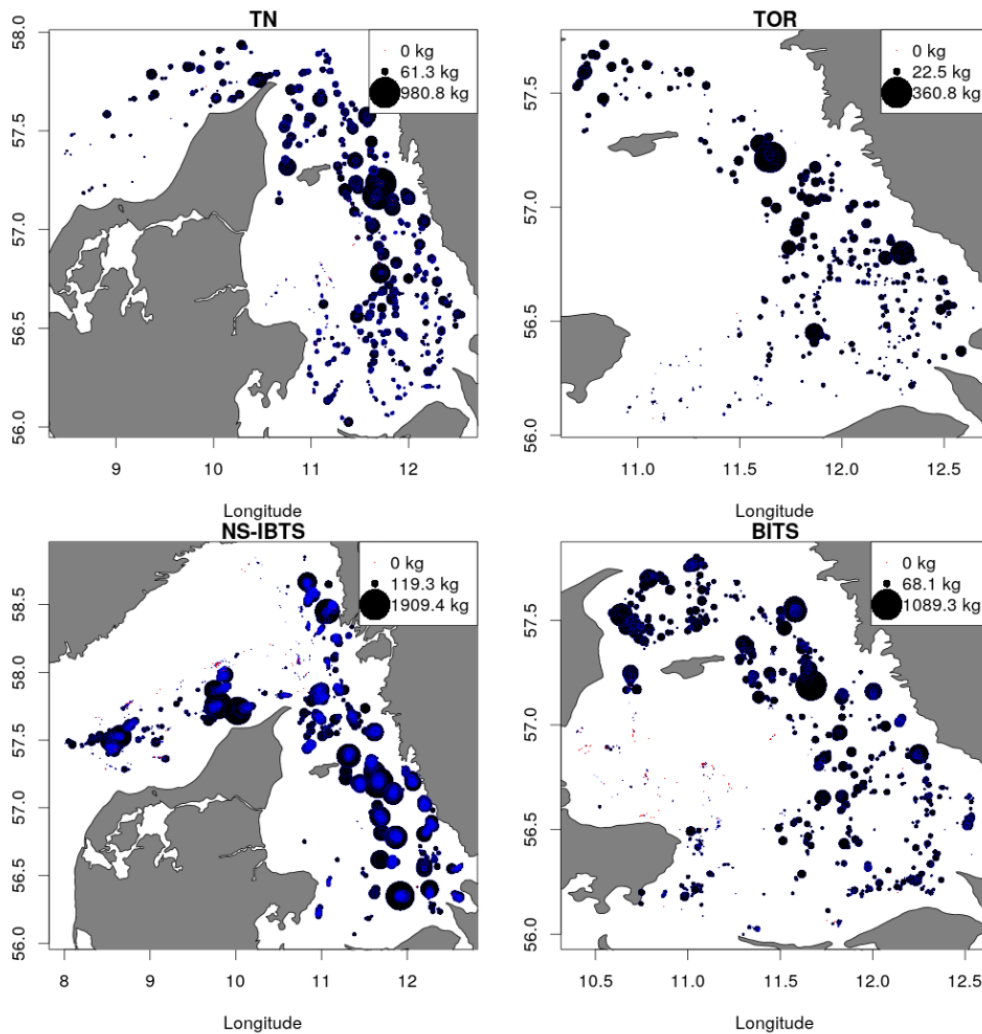 TN
0 kg
61.3 kg
980.8 kg
58.0
57.5
57.0
56.5
56.0
9
10
11
12
Longitude
TOR
0 kg
22.5 kg
360.8 kg
57.5
57.0
56.5
56.0
11.0
11.5
12.0
12.5
Longitude
NS-IBTS
0 kg
119.3 kg
1909.4 kg
58.5
58.0
57.5
57.0
56.5
56.0
8
9
10
11
12
Longitude
BITS
0 kg
68.1 kg
1089.3 kg
57.5
57.0
56.5
56.0
10.5
11.0
11.5
12.0
12.5
Longitude